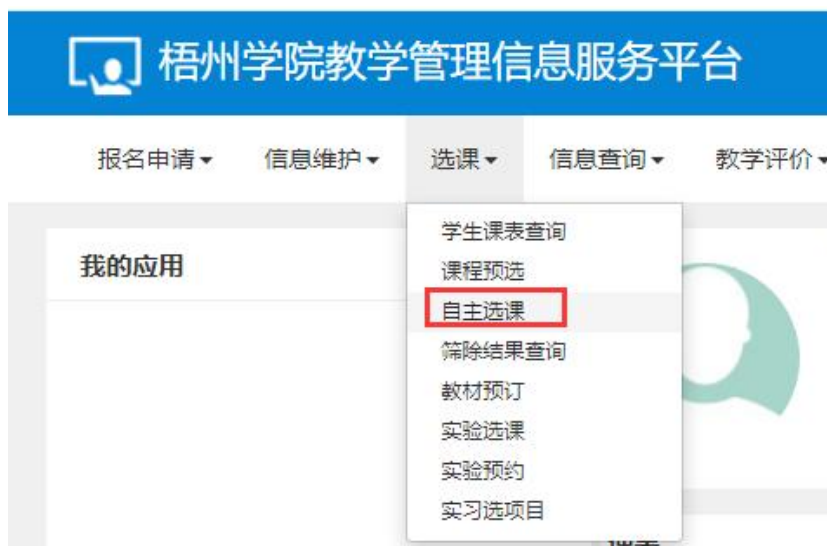 梧州学院教学管理信息服务平台
报名申请 信息维护 选课 信息查询 教学评价
我的应用
学生课表查询
课程预选
自主选课
筛除结果查询
教材预订
实验选课
实验预约
实习选项目